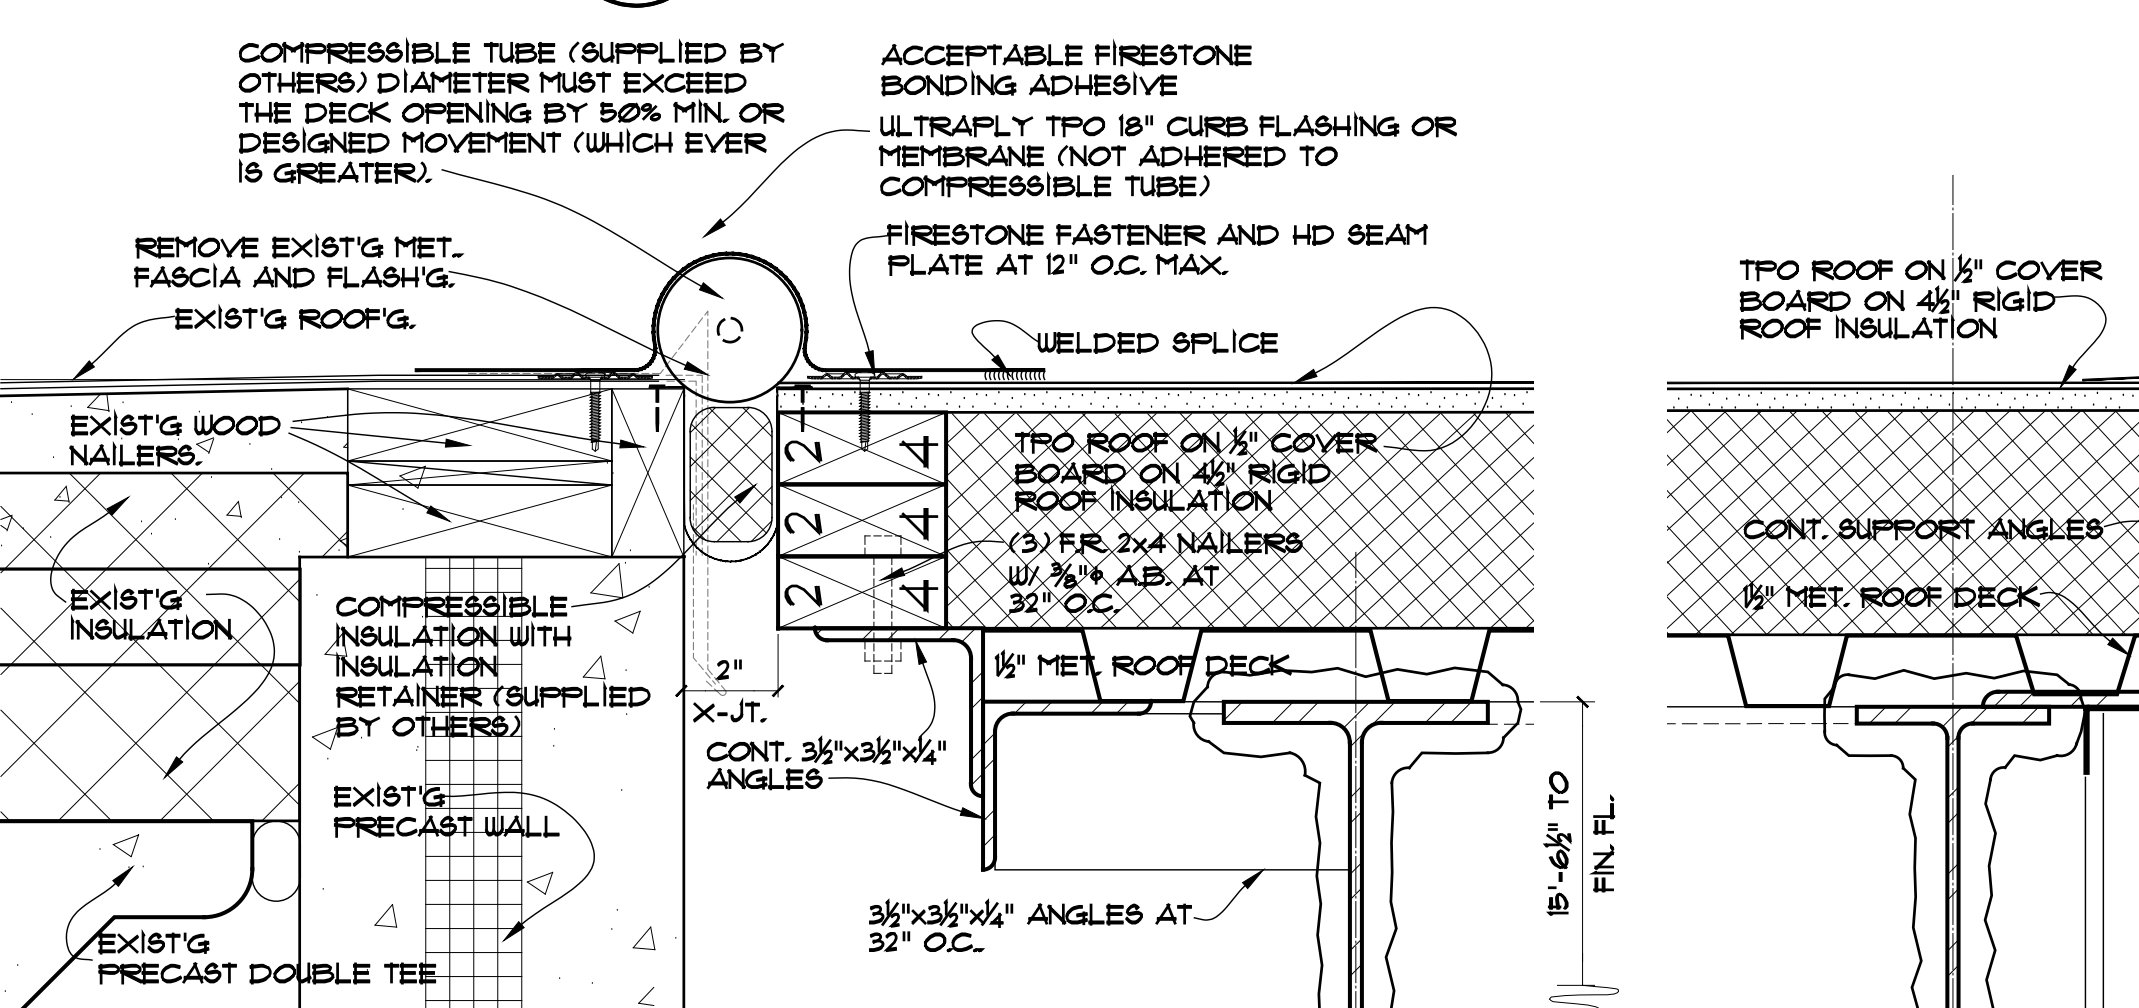 COMPRESSIBLE TUBE (SUPPLIED BY
OTHERS) DIAMETER MUST EXCEED
THE DECK OPENING BY 50% MIN. OR
DESIGNED MOVEMENT (WHICH EVER
IS GREATER).
ACCEPTABLE FIRESTONE
BONDING ADHESIVE
ULTRAPLY TPO 18" CURB FLASHING OR
MEMBRANE (NOT ADHERED TO
COMPRESSIBLE TUBE)
FIRESTONE FASTENER AND HD SEAM
PLATE AT 12" O.C. MAX.
REMOVE EXIST'G MET.
FASCIA AND FLASH'G.
EXIST'G ROOF'G.
WELDED SPLICE
TPO ROOF ON ½" COVER
BOARD ON 4½" RIGID
ROOF INSULATION
EXIST'G WOOD
NAILERS.
2 4
2 4
2 4
TPO ROOF ON ½" COVER
BOARD ON 4½" RIGID
ROOF INSULATION
(3) F.R. 2x4 NAILERS
W/ ⅜"ϕ A.B. AT
32" O.C.
CONT. SUPPORT ANGLES
1½" MET. ROOF DECK
EXIST'G
INSULATION
COMPRESSIBLE
INSULATION WITH
INSULATION
RETAINER (SUPPLIED
BY OTHERS)
2"
X-JT.
1½" MET. ROOF DECK
CONT. 3½"x3½"x¼"
ANGLES
EXIST'G
PRECAST WALL
15'-6½" TO
FIN. FL.
3½"x3½"x¼" ANGLES AT
32" O.C.
EXIST'G
PRECAST DOUBLE TEE